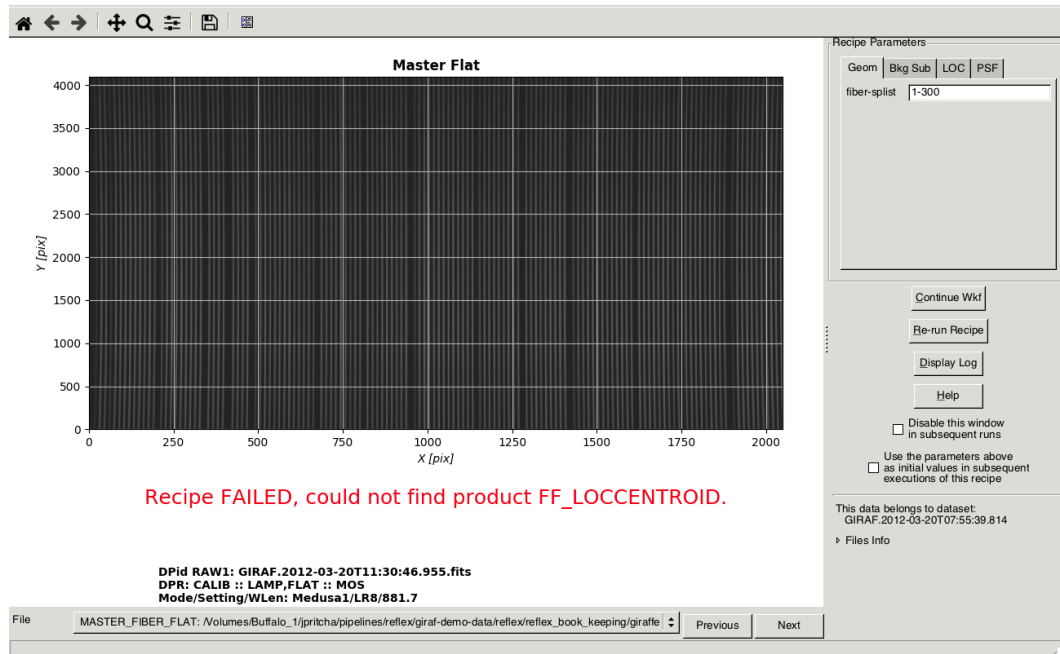 Master Flat
4000
3500
3000
2500
2000
1500
1000
500
0
Y [pix]
0 250 500 750 1000 1250 1500 1750 2000
X [pix]
Recipe FAILED, could not find product FF_LOCCENTROID.
DPid RAW1: GIRAF.2012-03-20T11:30:46.955.fits
DPR: CALIB :: LAMP,FLAT :: MOS
Mode/Setting/WLen: Medusa1/LR8/881.7
File MASTER_FIBER_FLAT: /Volumes/Buffalo_1/jpritcha/pipelines/reflex/giraf-demo-data/reflex/reflex_book_keeping/giraffe Previous Next
Recipe Parameters
Geom Bkg Sub LOC PSF
fiber-splist 1-300
Continue Wkf
Re-run Recipe
Display Log
Help
Disable this window
in subsequent runs
Use the parameters above
as initial values in subsequent
executions of this recipe
This data belongs to dataset:
GIRAF.2012-03-20T07:55:39.814
Files Info